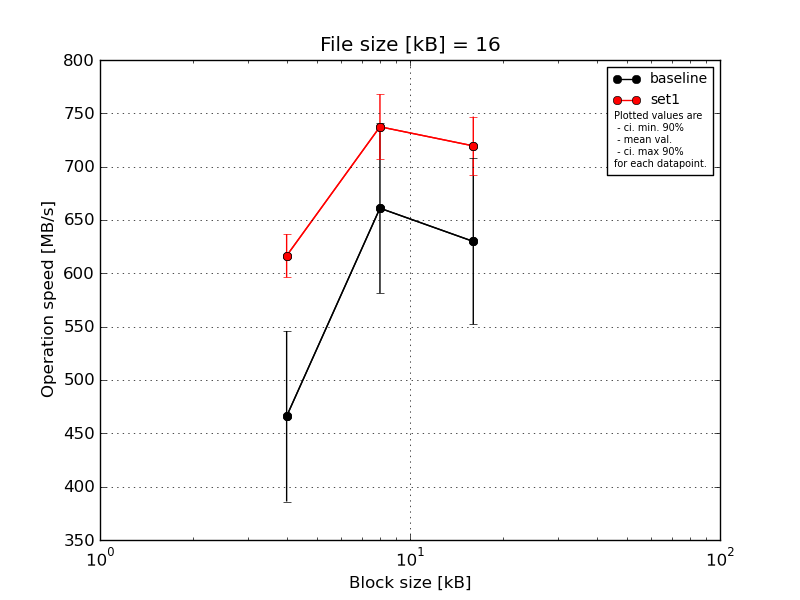 File size [kB] = 16
800
750
700
650
600
550
500
450
400
350
Operation speed [MB/s]
baseline
set1
Plotted values are
- ci. min. 90%
- mean val.
- ci. max 90%
for each datapoint.
10^0
10^1
10^2
Block size [kB]